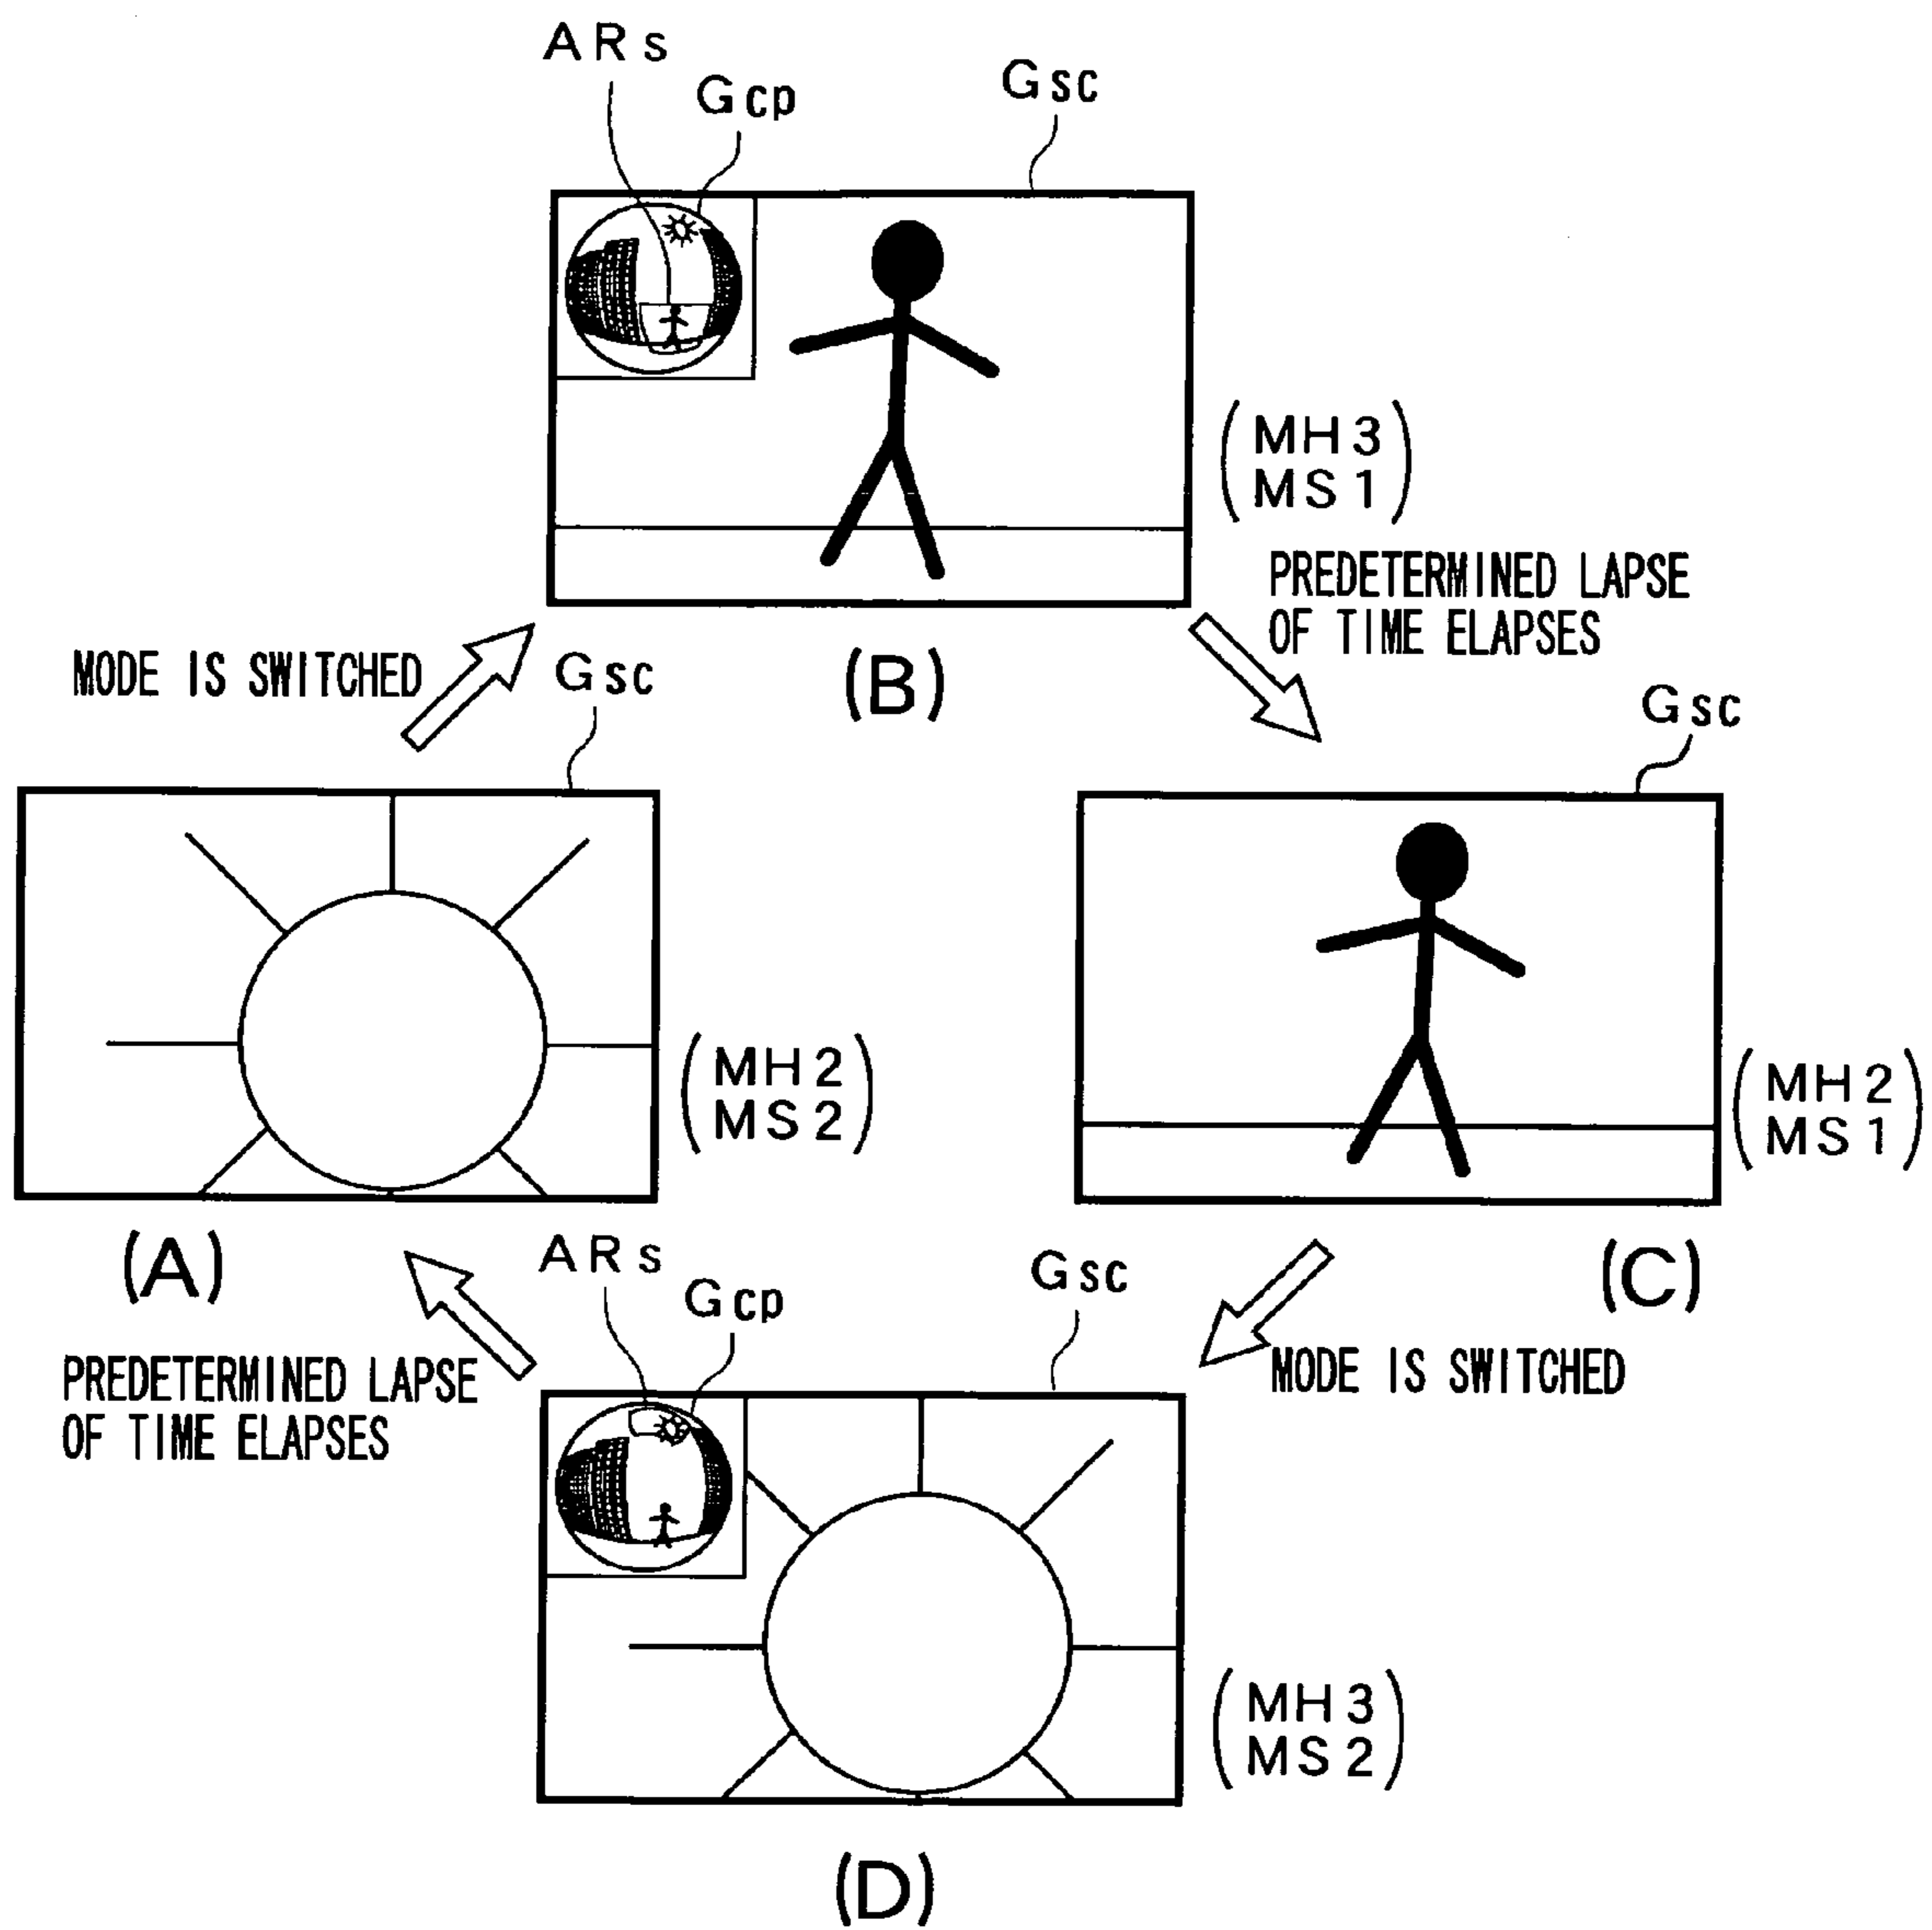 ARs
Gcp
Gsc
(MH3
MS1)
PREDETERMINED LAPSE
OF TIME ELAPSES
MODE IS SWITCHED
Gsc
(B)
Gsc
(MH2
MS2)
(MH2
MS1)
(A)
ARs
Gcp
Gsc
(C)
PREDETERMINED LAPSE
OF TIME ELAPSES
MODE IS SWITCHED
(MH3
MS2)
(D)